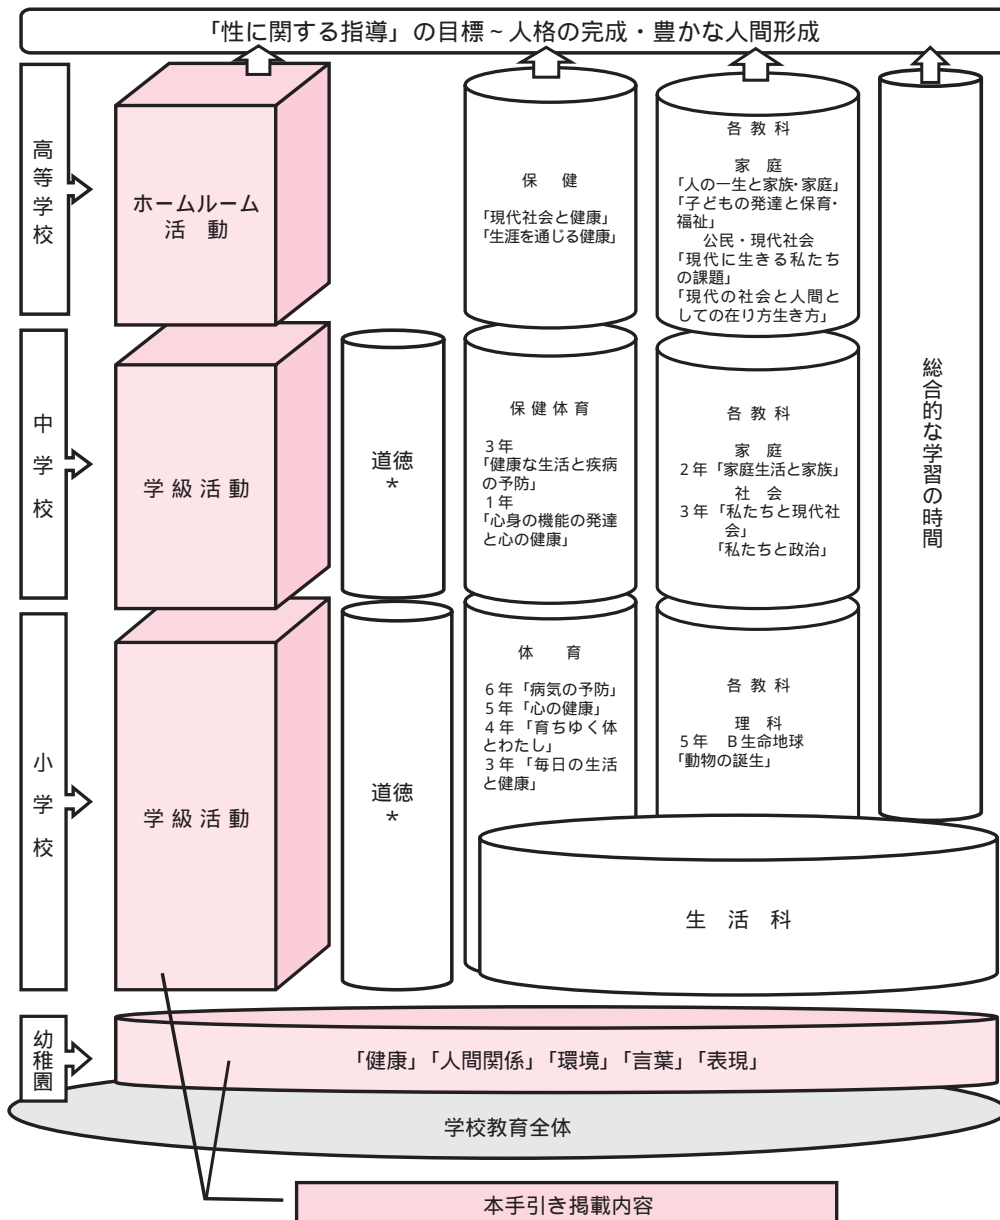 「性に関する指導」の目標～人格の完成・豊かな人間形成
高等学校
ホームルーム
活　動
保　健
「現代社会と健康」
「生涯を通じる健康」
各 教 科
家　庭
「人の一生と家族・家庭」
「子どもの発達と保育・
福祉」
公民・現代社会
「現代に生きる私たち
の課題」
「現代の社会と人間と
しての在り方生き方」
総合的な学習の時間
中学校
学 級 活 動
道徳
＊
保 健 体 育
３年
「健康な生活と疾病
の予防」
１年
「心身の機能の発達
と心の健康」
各 教 科
家　庭
２年「家庭生活と家族」
社　会
３年「私たちと現代社
会」
「私たちと政治」
小学校
学 級 活 動
道徳
＊
体　育
６年「病気の予防」
５年「心の健康」
４年「育ちゆく体
とわたし」
３年「毎日の生活
と健康」
各 教 科
理　科
５年　Ｂ生命地球
「動物の誕生」
生　活　科
幼稚園
「健康」「人間関係」「環境」「言葉」「表現」
学校教育全体
本手引き掲載内容